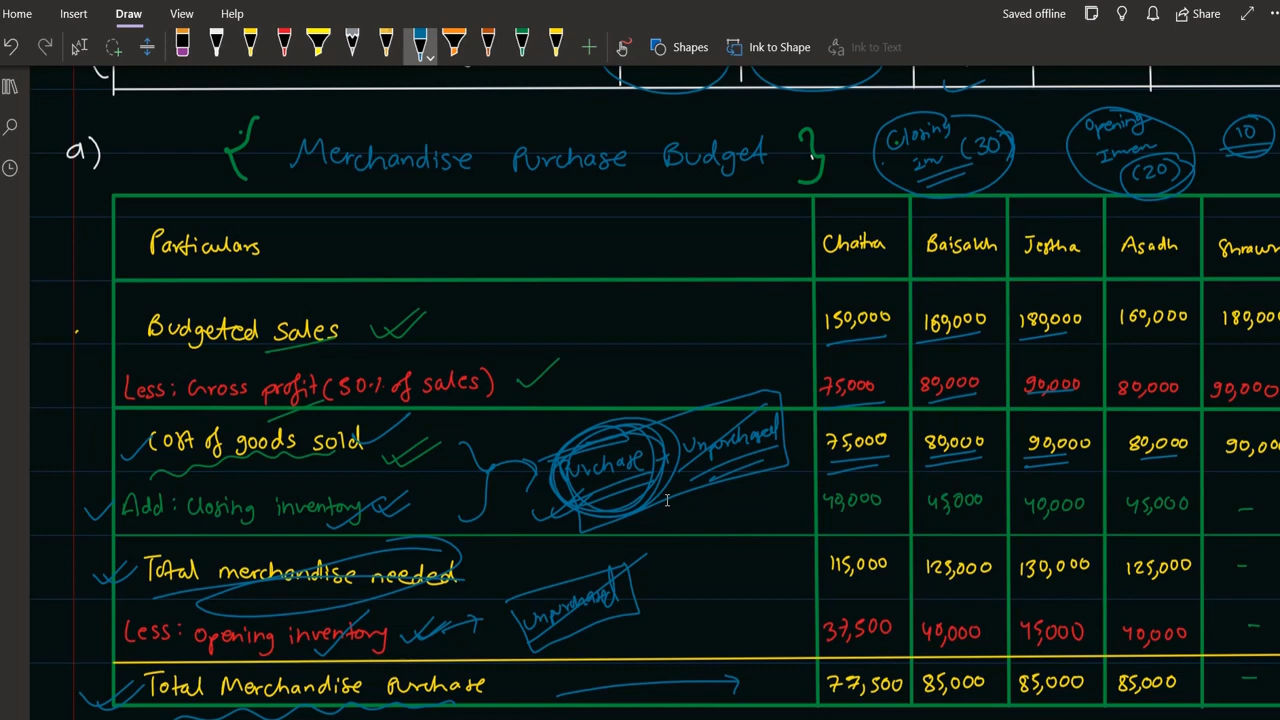 Home Insert Draw View Help Saved offline Share
Shapes Ink to Shape Ink to Text
a) { Merchandise Purchase Budget } Closing Inv (30) Opening Inven (20) 10
Particulars Chaitra Baisakh Jestha Asadh Shrawn
Budgeted sales 150,000 160,000 180,000 160,000 180,000
Less: Gross profit (50% of sales) 75,000 80,000 90,000 80,000 90,000
Cost of goods sold 75,000 80,000 90,000 80,000 90,00
Purchase + unpurchased
Add: Closing inventory 40,000 45,000 40,000 45,000 -
Total merchandise needed 115,000 125,000 130,000 125,000 -
unpurchased
Less: opening inventory 37,500 40,000 45,000 40,000 -
Total Merchandise purchase 77,500 85,000 85,000 85,000 -